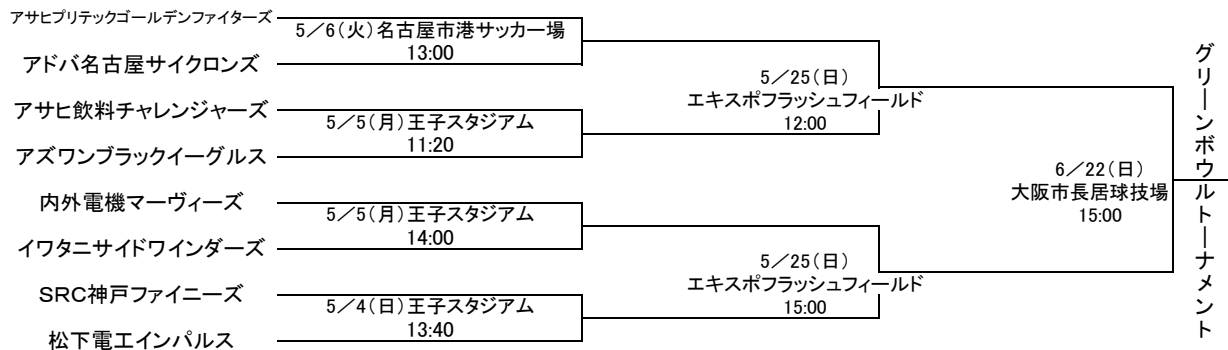 アサヒプリテックゴールデンファイターズ
5／6（火）名古屋市港サッカー場
13:00
アドバ名古屋サイクロンズ
5／25（日）
エキスポフラッシュフィールド
12:00
アサヒ飲料チャレンジャーズ
5／5（月）王子スタジアム
11:20
アズワンブラックイーグルス
6／22（日）
大阪市長居球技場
15:00
内外電機マーヴィーズ
5／5（月）王子スタジアム
14:00
イワタニサイドワインダーズ
5／25（日）
エキスポフラッシュフィールド
15:00
ＳＲＣ神戸ファイニーズ
5／4（日）王子スタジアム
13:40
松下電工インパルス
グリーンボウルトーナメント